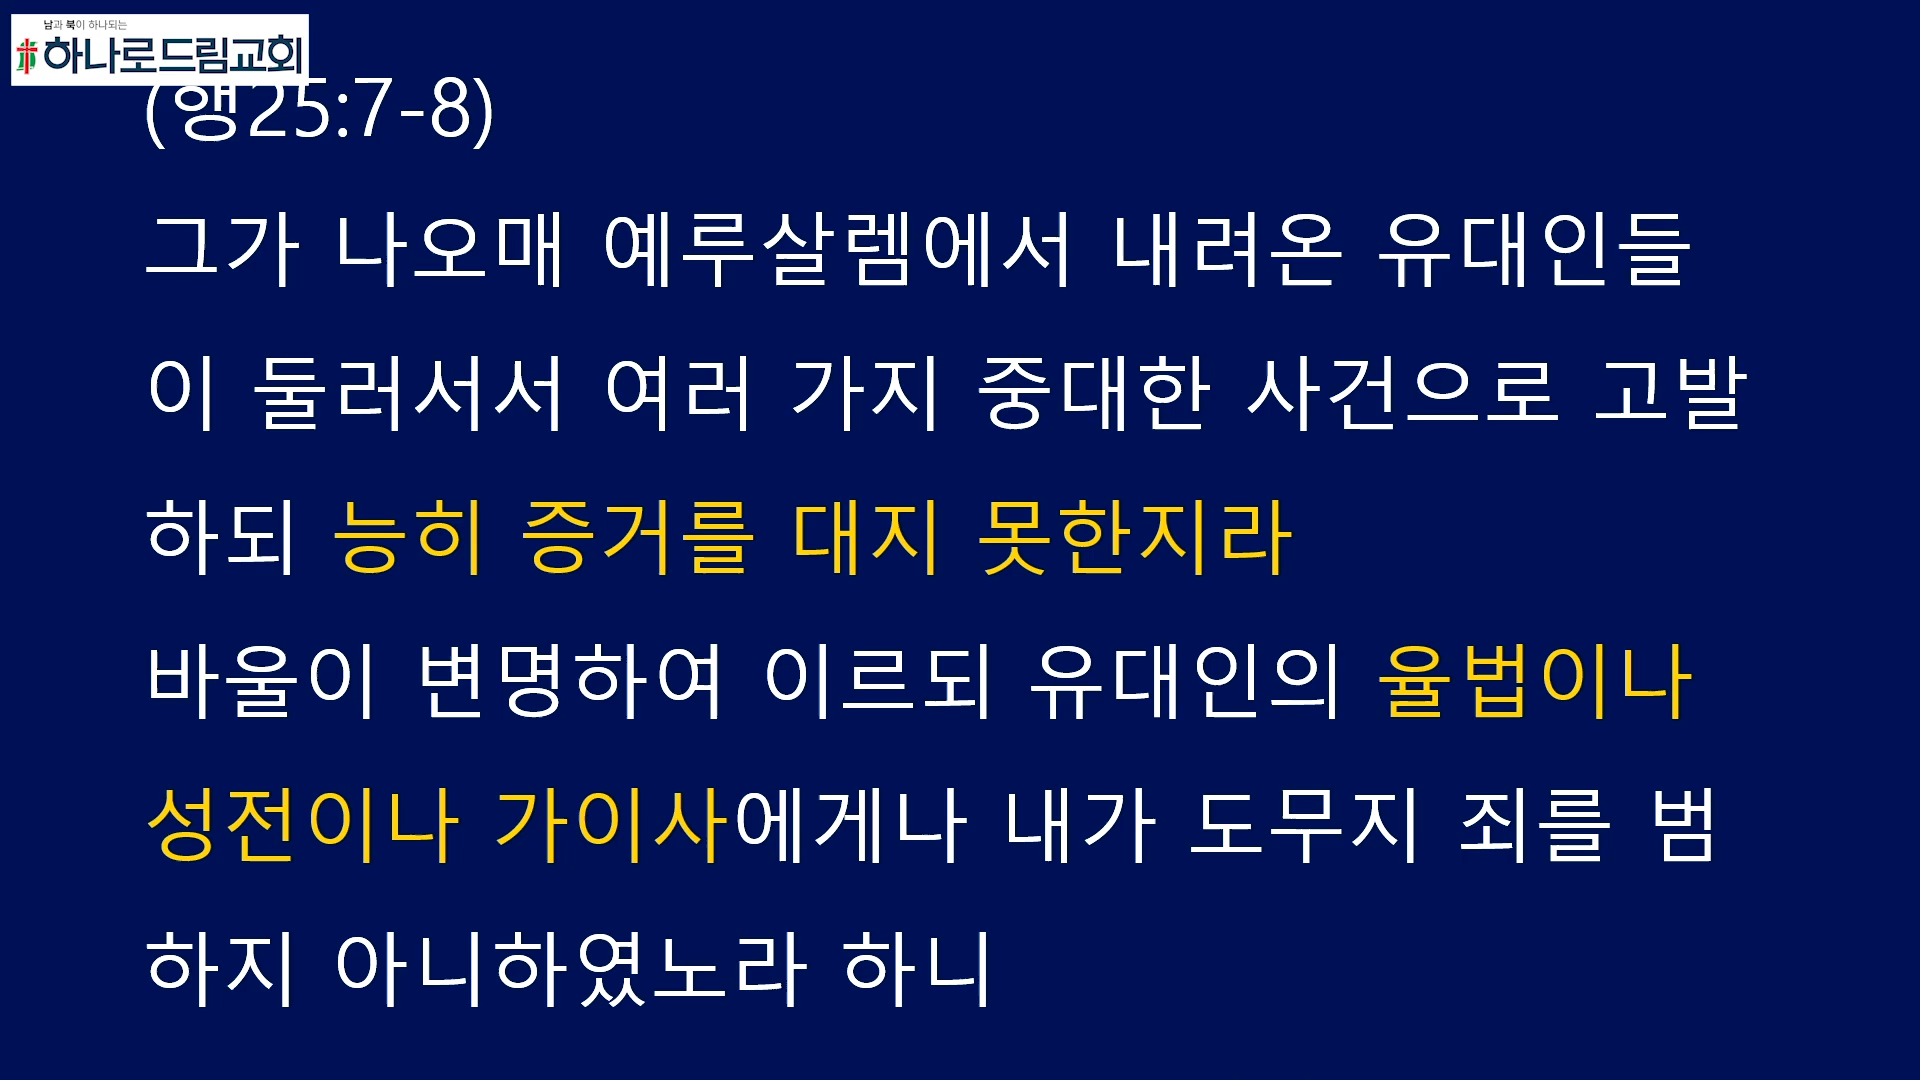 남과 북이 하나되는
하나로드림교회
(행25:7-8)
그가 나오매 예루살렘에서 내려온 유대인들
이 둘러서서 여러 가지 중대한 사건으로 고발
하되 능히 증거를 대지 못한지라
바울이 변명하여 이르되 유대인의 율법이나
성전이나 가이사에게나 내가 도무지 죄를 범
하지 아니하였노라 하니